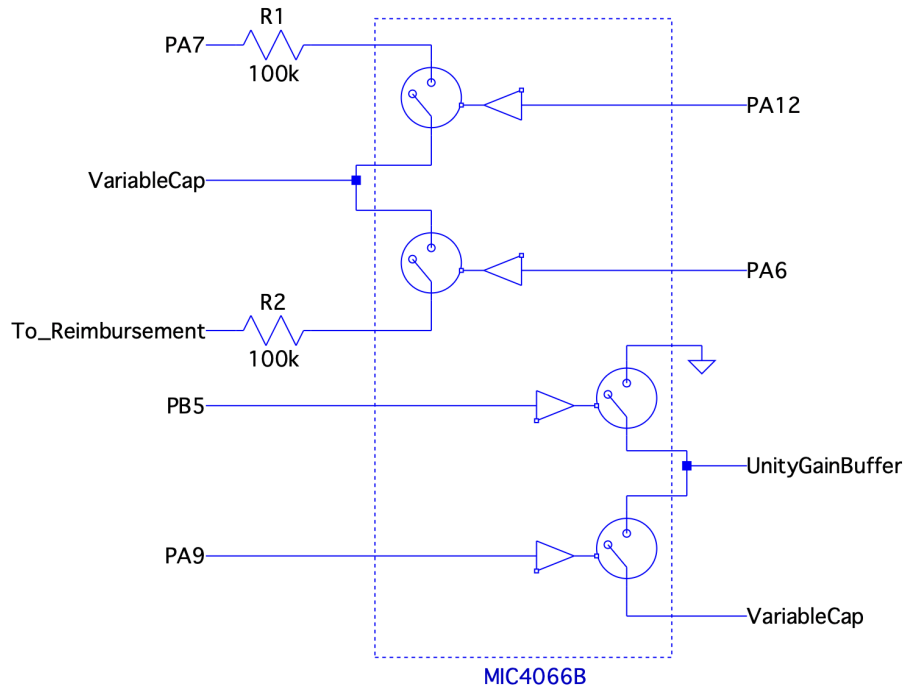 R1
PA7
100k
PA12
VariableCap
PA6
R2
To_Reimbursement
100k
PB5
UnityGainBuffer
PA9
VariableCap
MIC4066B